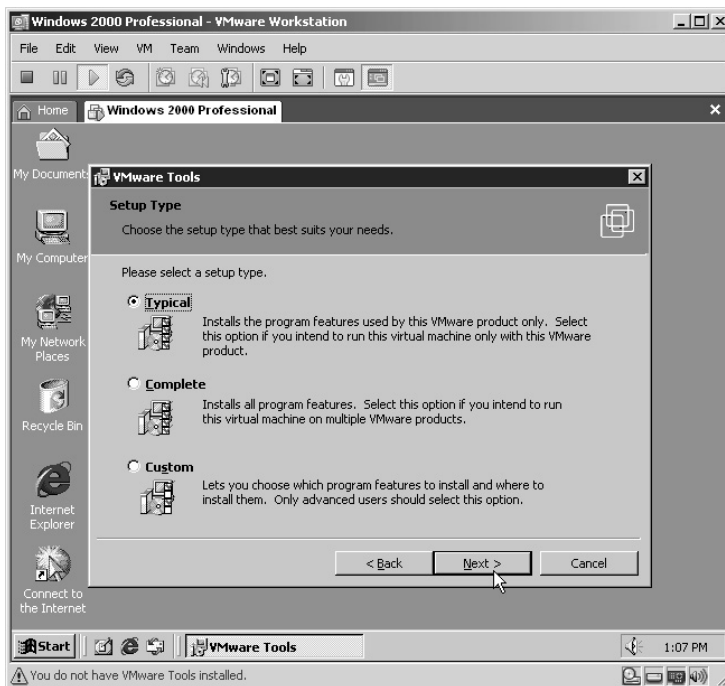 Windows 2000 Professional - VMware Workstation
File Edit View VM Team Windows Help
Home Windows 2000 Professional
My Documents
My Computer
My Network
Places
Recycle Bin
Internet
Explorer
Connect to
the Internet
VMware Tools
Setup Type
Choose the setup type that best suits your needs.
Please select a setup type.
Typical
Installs the program features used by this VMware product only. Select
this option if you intend to run this virtual machine only with this VMware
product.
Complete
Installs all program features. Select this option if you intend to run
this virtual machine on multiple VMware products.
Custom
Lets you choose which program features to install and where to
install them. Only advanced users should select this option.
< Back Next > Cancel
Start VMware Tools 1:07 PM
You do not have VMware Tools installed.